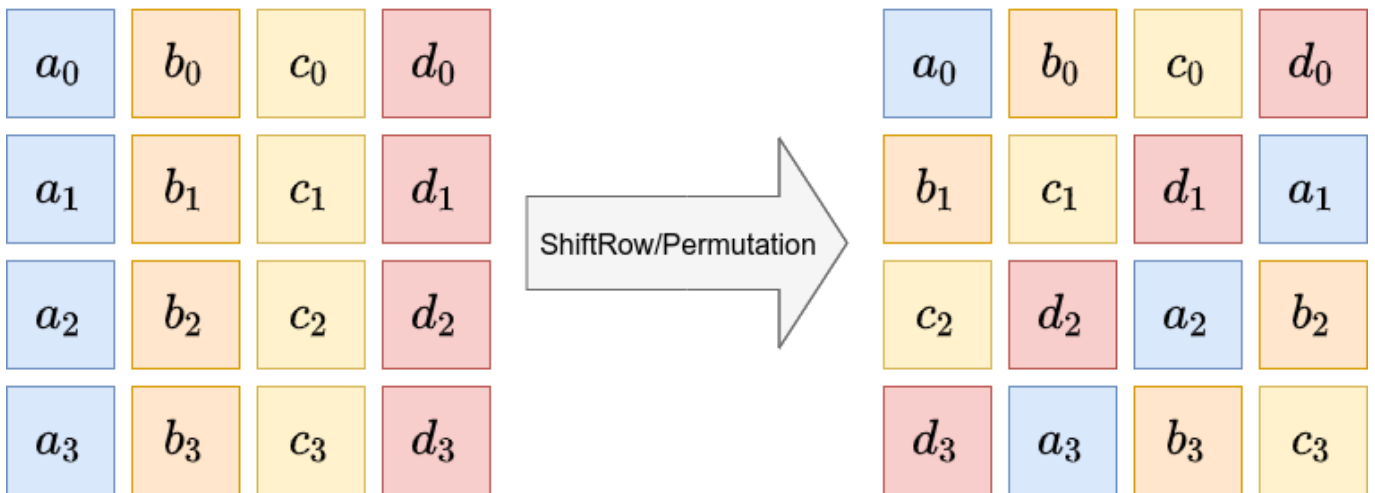 a₀ b₀ c₀ d₀ a₀ b₀ c₀ d₀
a₁ b₁ c₁ d₁ b₁ c₁ d₁ a₁
ShiftRow/Permutation
a₂ b₂ c₂ d₂ c₂ d₂ a₂ b₂
a₃ b₃ c₃ d₃ d₃ a₃ b₃ c₃